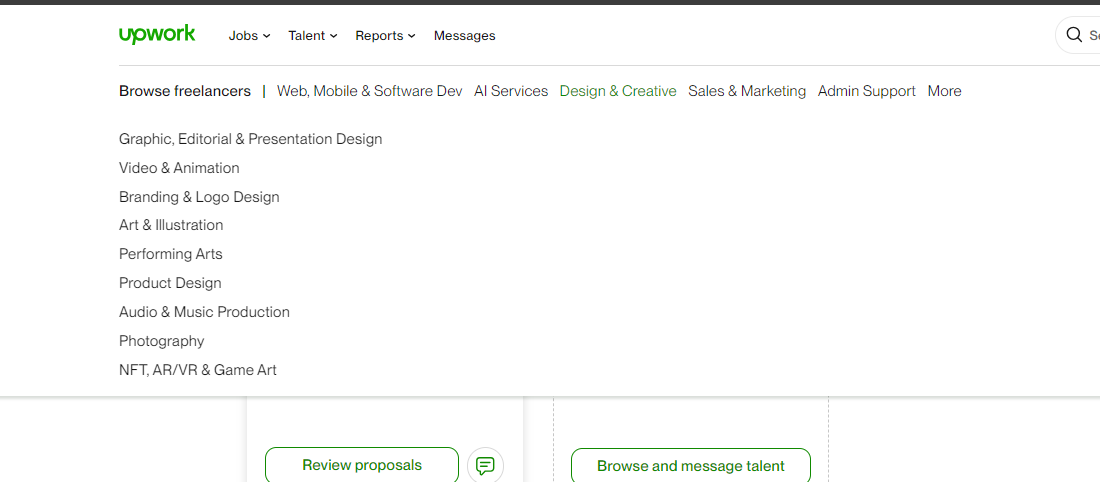 upwork Jobs Talent Reports Messages
Browse freelancers | Web, Mobile & Software Dev AI Services Design & Creative Sales & Marketing Admin Support More
Graphic, Editorial & Presentation Design
Video & Animation
Branding & Logo Design
Art & Illustration
Performing Arts
Product Design
Audio & Music Production
Photography
NFT, AR/VR & Game Art
Review proposals Browse and message talent